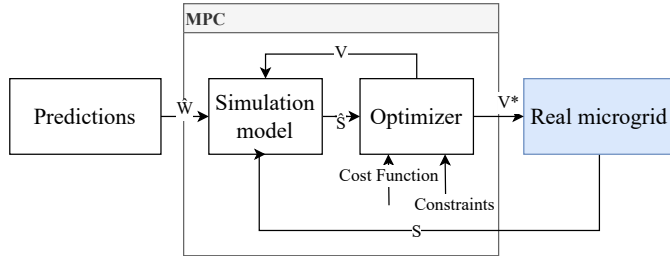 MPC
V
Predictions
Ŵ
Simulation
model
Ŝ
Optimizer
V*
Real microgrid
Cost Function
Constraints
S